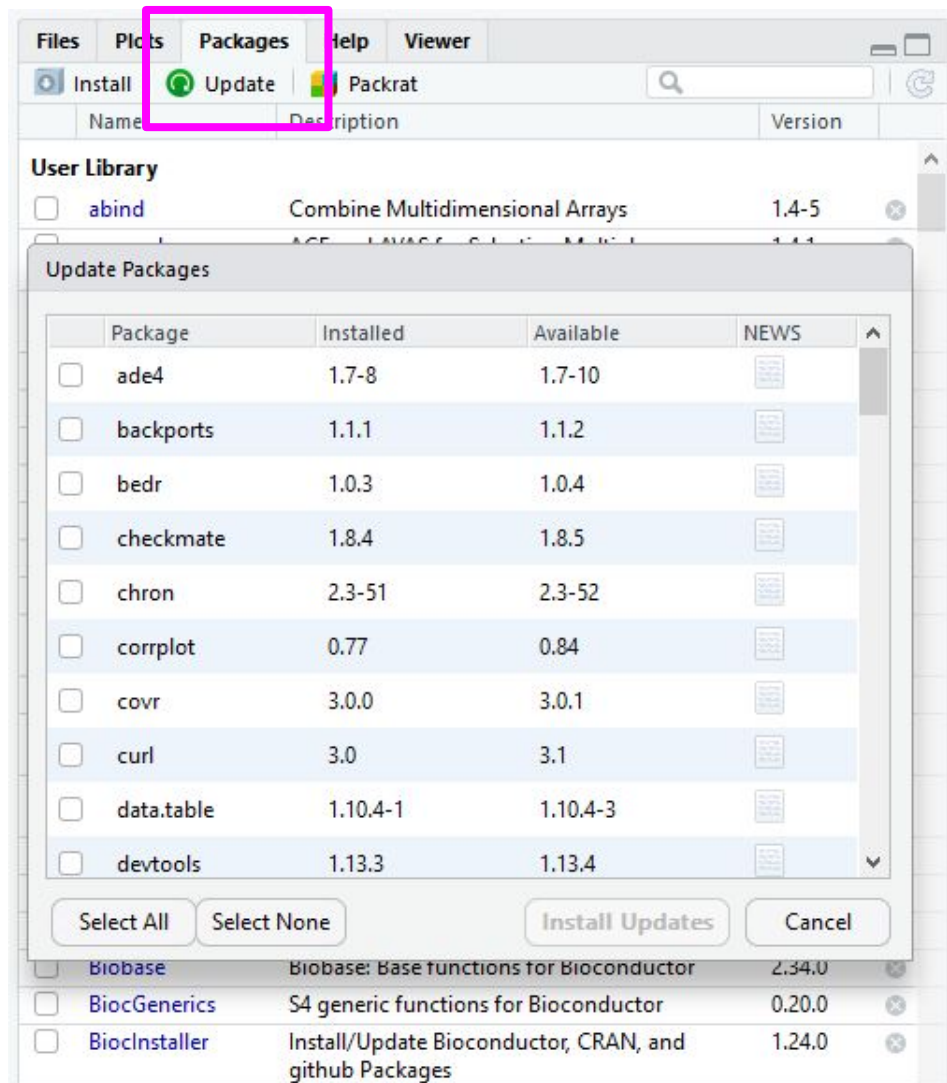 Files Plots Packages Help Viewer
Install Update Packrat
Name Description Version
User Library
abind Combine Multidimensional Arrays 1.4-5
Update Packages
Package Installed Available NEWS
ade4 1.7-8 1.7-10
backports 1.1.1 1.1.2
bedr 1.0.3 1.0.4
checkmate 1.8.4 1.8.5
chron 2.3-51 2.3-52
corrplot 0.77 0.84
covr 3.0.0 3.0.1
curl 3.0 3.1
data.table 1.10.4-1 1.10.4-3
devtools 1.13.3 1.13.4
Select All Select None Install Updates Cancel
Biobase Biobase: Base functions for Bioconductor 2.34.0
BiocGenerics S4 generic functions for Bioconductor 0.20.0
BiocInstaller Install/Update Bioconductor, CRAN, and 1.24.0
github Packages